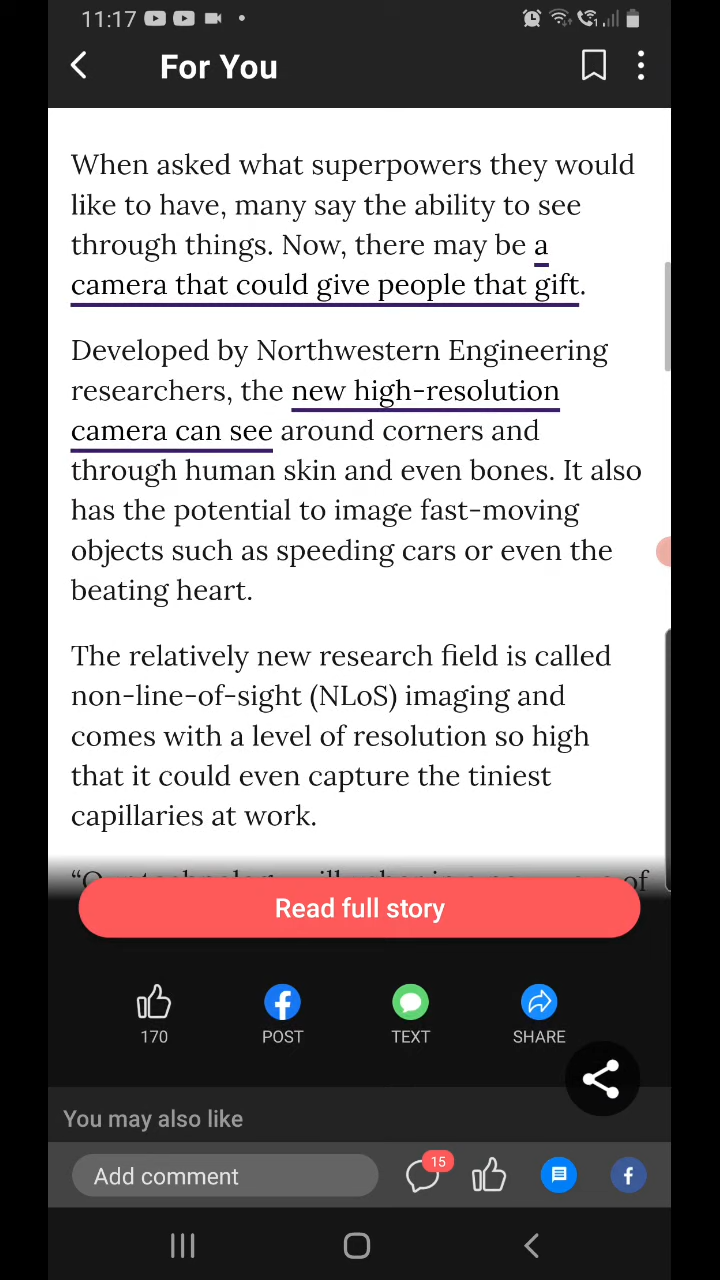 11:17
For You
When asked what superpowers they would
like to have, many say the ability to see
through things. Now, there may be a
camera that could give people that gift.
Developed by Northwestern Engineering
researchers, the new high-resolution
camera can see around corners and
through human skin and even bones. It also
has the potential to image fast-moving
objects such as speeding cars or even the
beating heart.
The relatively new research field is called
non-line-of-sight (NLoS) imaging and
comes with a level of resolution so high
that it could even capture the tiniest
capillaries at work.
of
Read full story
170
POST
TEXT
SHARE
You may also like
Add comment
15